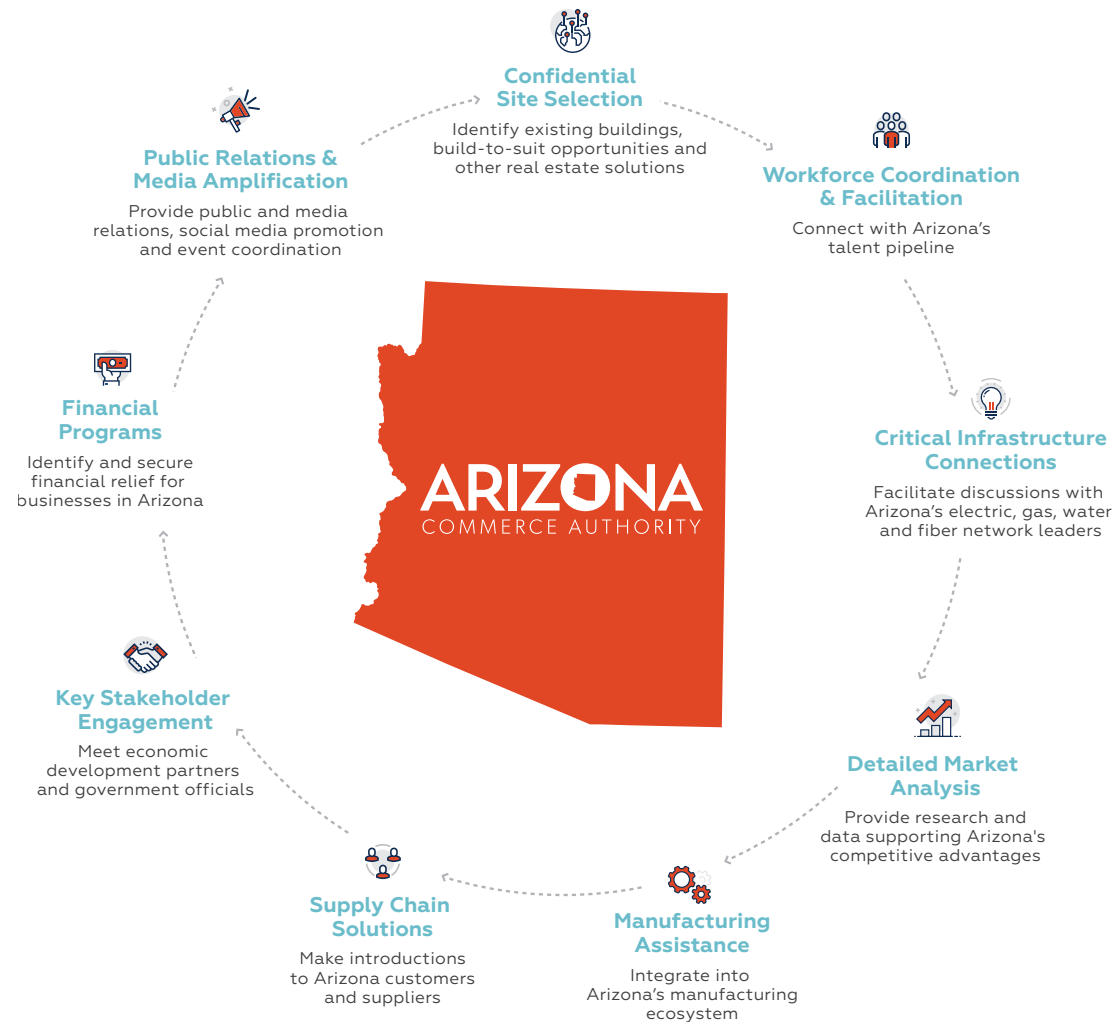 Confidential
Site Selection
Identify existing buildings,
build-to-suit opportunities and
other real estate solutions
Workforce Coordination
& Facilitation
Connect with Arizona’s
talent pipeline
Critical Infrastructure
Connections
Facilitate discussions with
Arizona’s electric, gas, water
and fiber network leaders
Detailed Market
Analysis
Provide research and
data supporting Arizona's
competitive advantages
Manufacturing
Assistance
Integrate into
Arizona’s manufacturing
ecosystem
Supply Chain
Solutions
Make introductions
to Arizona customers
and suppliers
Key Stakeholder
Engagement
Meet economic
development partners
and government officials
Financial
Programs
Identify and secure
financial relief for
businesses in Arizona
Public Relations &
Media Amplification
Provide public and media
relations, social media promotion
and event coordination
ARIZONA
COMMERCE AUTHORITY